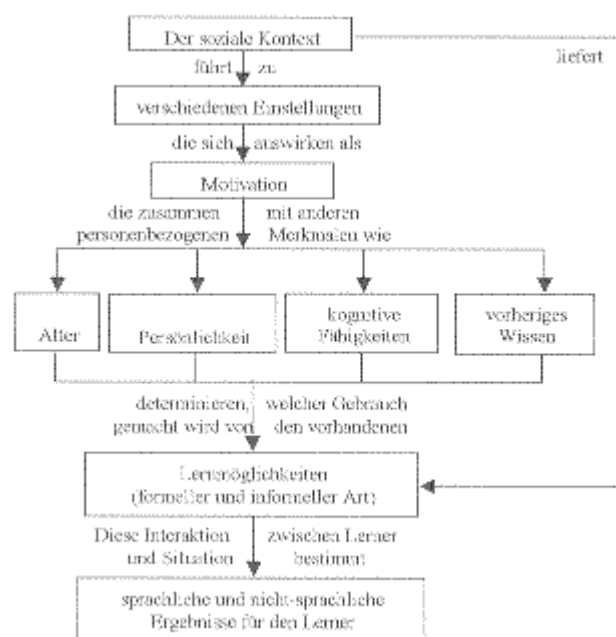 Der soziale Kontext
liefert
führt zu
verschiedenen Einstellungen
die sich auswirken als
Motivation
die zusammen mit anderen
personenbezogenen Merkmalen wie
Alter
Persönlichkeit
kognitive
Fähigkeiten
vorheriges
Wissen
determinieren, welcher Gebrauch
gemacht wird von den vorhandenen
Lernmöglichkeiten
(formeller und informeller Art)
Diese Interaktion zwischen Lerner
und Situation bestimmt
sprachliche und nicht-sprachliche
Ergebnisse für den Lerner